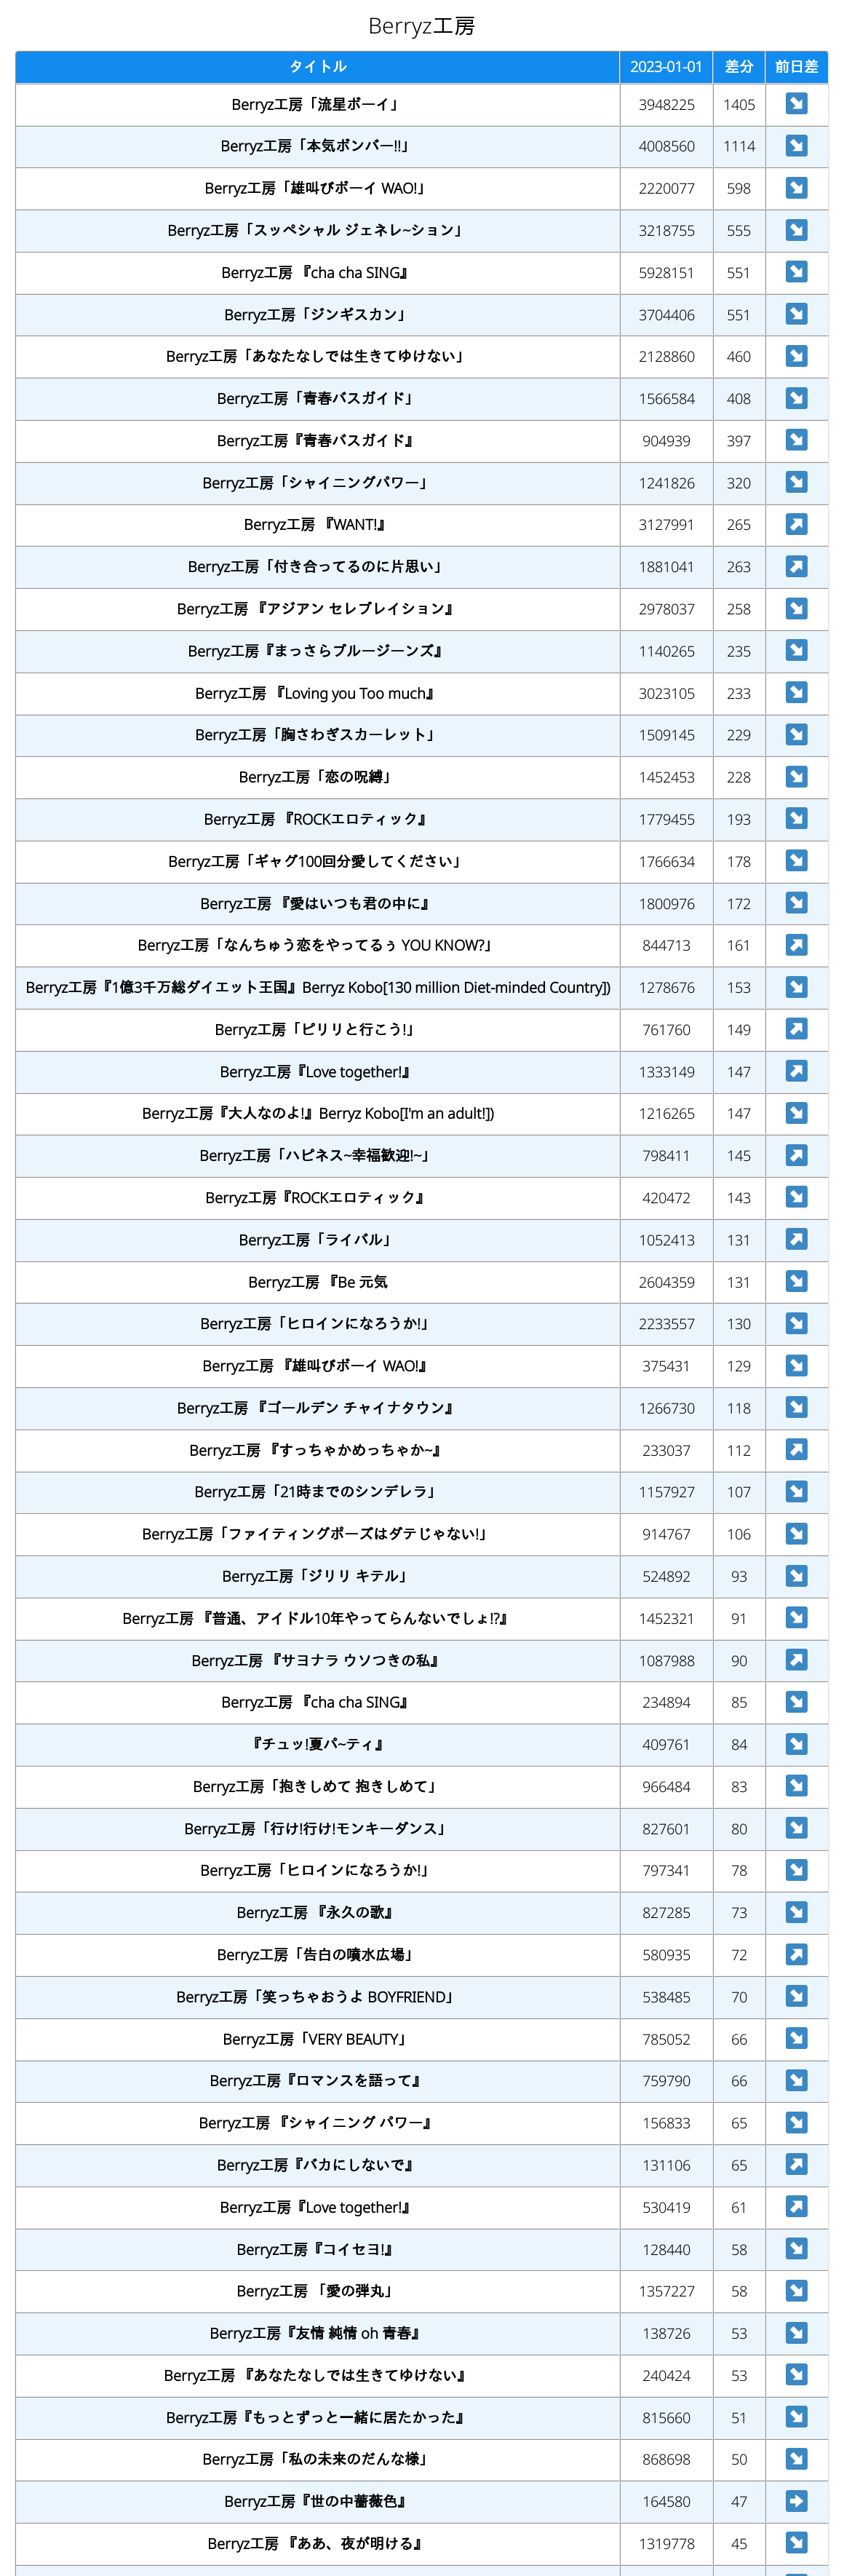 Berryz工房
タイトル 2023-01-01 差分 前日差
Berryz工房「流星ボーイ」 3948225 1405 ↘
Berryz工房「本気ボンバー!!」 4008560 1114 ↘
Berryz工房「雄叫びボーイ WAO!」 2220077 598 ↘
Berryz工房「スッペシャル ジェネレ~ション」 3218755 555 ↘
Berryz工房 『cha cha SING』 5928151 551 ↘
Berryz工房「ジンギスカン」 3704406 551 ↘
Berryz工房「あなたなしでは生きてゆけない」 2128860 460 ↘
Berryz工房「青春バスガイド」 1566584 408 ↘
Berryz工房『青春バスガイド』 904939 397 ↘
Berryz工房「シャイニングパワー」 1241826 320 ↘
Berryz工房 『WANT!』 3127991 265 ↗
Berryz工房「付き合ってるのに片思い」 1881041 263 ↗
Berryz工房 『アジアン セレブレイション』 2978037 258 ↘
Berryz工房『まっさらブルージーンズ』 1140265 235 ↘
Berryz工房 『Loving you Too much』 3023105 233 ↘
Berryz工房「胸さわぎスカーレット」 1509145 229 ↘
Berryz工房「恋の呪縛」 1452453 228 ↘
Berryz工房 『ROCKエロティック』 1779455 193 ↘
Berryz工房「ギャグ100回分愛してください」 1766634 178 ↘
Berryz工房 『愛はいつも君の中に』 1800976 172 ↘
Berryz工房「なんちゅう恋をやってるぅ YOU KNOW?」 844713 161 ↗
Berryz工房『1億3千万総ダイエット王国』Berryz Kobo[130 million Diet-minded Country]) 1278676 153 ↘
Berryz工房「ピリリと行こう!」 761760 149 ↗
Berryz工房『Love together!』 1333149 147 ↗
Berryz工房『大人なのよ!』Berryz Kobo[I'm an adult!]) 1216265 147 ↘
Berryz工房「ハピネス~幸福歓迎!~」 798411 145 ↗
Berryz工房『ROCKエロティック』 420472 143 ↘
Berryz工房「ライバル」 1052413 131 ↗
Berryz工房 『Be 元気 2604359 131 ↘
Berryz工房「ヒロインになろうか!」 2233557 130 ↘
Berryz工房 『雄叫びボーイ WAO!』 375431 129 ↘
Berryz工房 『ゴールデン チャイナタウン』 1266730 118 ↘
Berryz工房 『すっちゃかめっちゃか~』 233037 112 ↗
Berryz工房「21時までのシンデレラ」 1157927 107 ↘
Berryz工房「ファイティングポーズはダテじゃない!」 914767 106 ↘
Berryz工房「ジリリ キテル」 524892 93 ↘
Berryz工房 『普通、アイドル10年やってらんないでしょ!?』 1452321 91 ↘
Berryz工房 『サヨナラ ウソつきの私』 1087988 90 ↗
Berryz工房 『cha cha SING』 234894 85 ↘
『チュッ!夏パ~ティ』 409761 84 ↘
Berryz工房「抱きしめて 抱きしめて」 966484 83 ↘
Berryz工房「行け!行け!モンキーダンス」 827601 80 ↘
Berryz工房「ヒロインになろうか!」 797341 78 ↘
Berryz工房 『永久の歌』 827285 73 ↘
Berryz工房「告白の噴水広場」 580935 72 ↗
Berryz工房「笑っちゃおうよ BOYFRIEND」 538485 70 ↘
Berryz工房「VERY BEAUTY」 785052 66 ↘
Berryz工房『ロマンスを語って』 759790 66 ↘
Berryz工房 『シャイニング パワー』 156833 65 ↘
Berryz工房『バカにしないで』 131106 65 ↗
Berryz工房『Love together!』 530419 61 ↗
Berryz工房『コイセヨ!』 128440 58 ↘
Berryz工房 「愛の弾丸」 1357227 58 ↘
Berryz工房『友情 純情 oh 青春』 138726 53 ↘
Berryz工房 『あなたなしでは生きてゆけない』 240424 53 ↘
Berryz工房『もっとずっと一緒に居たかった』 815660 51 ↘
Berryz工房「私の未来のだんな様」 868698 50 ↘
Berryz工房『世の中薔薇色』 164580 47 ➡
Berryz工房 『ああ、夜が明ける』 1319778 45 ↘